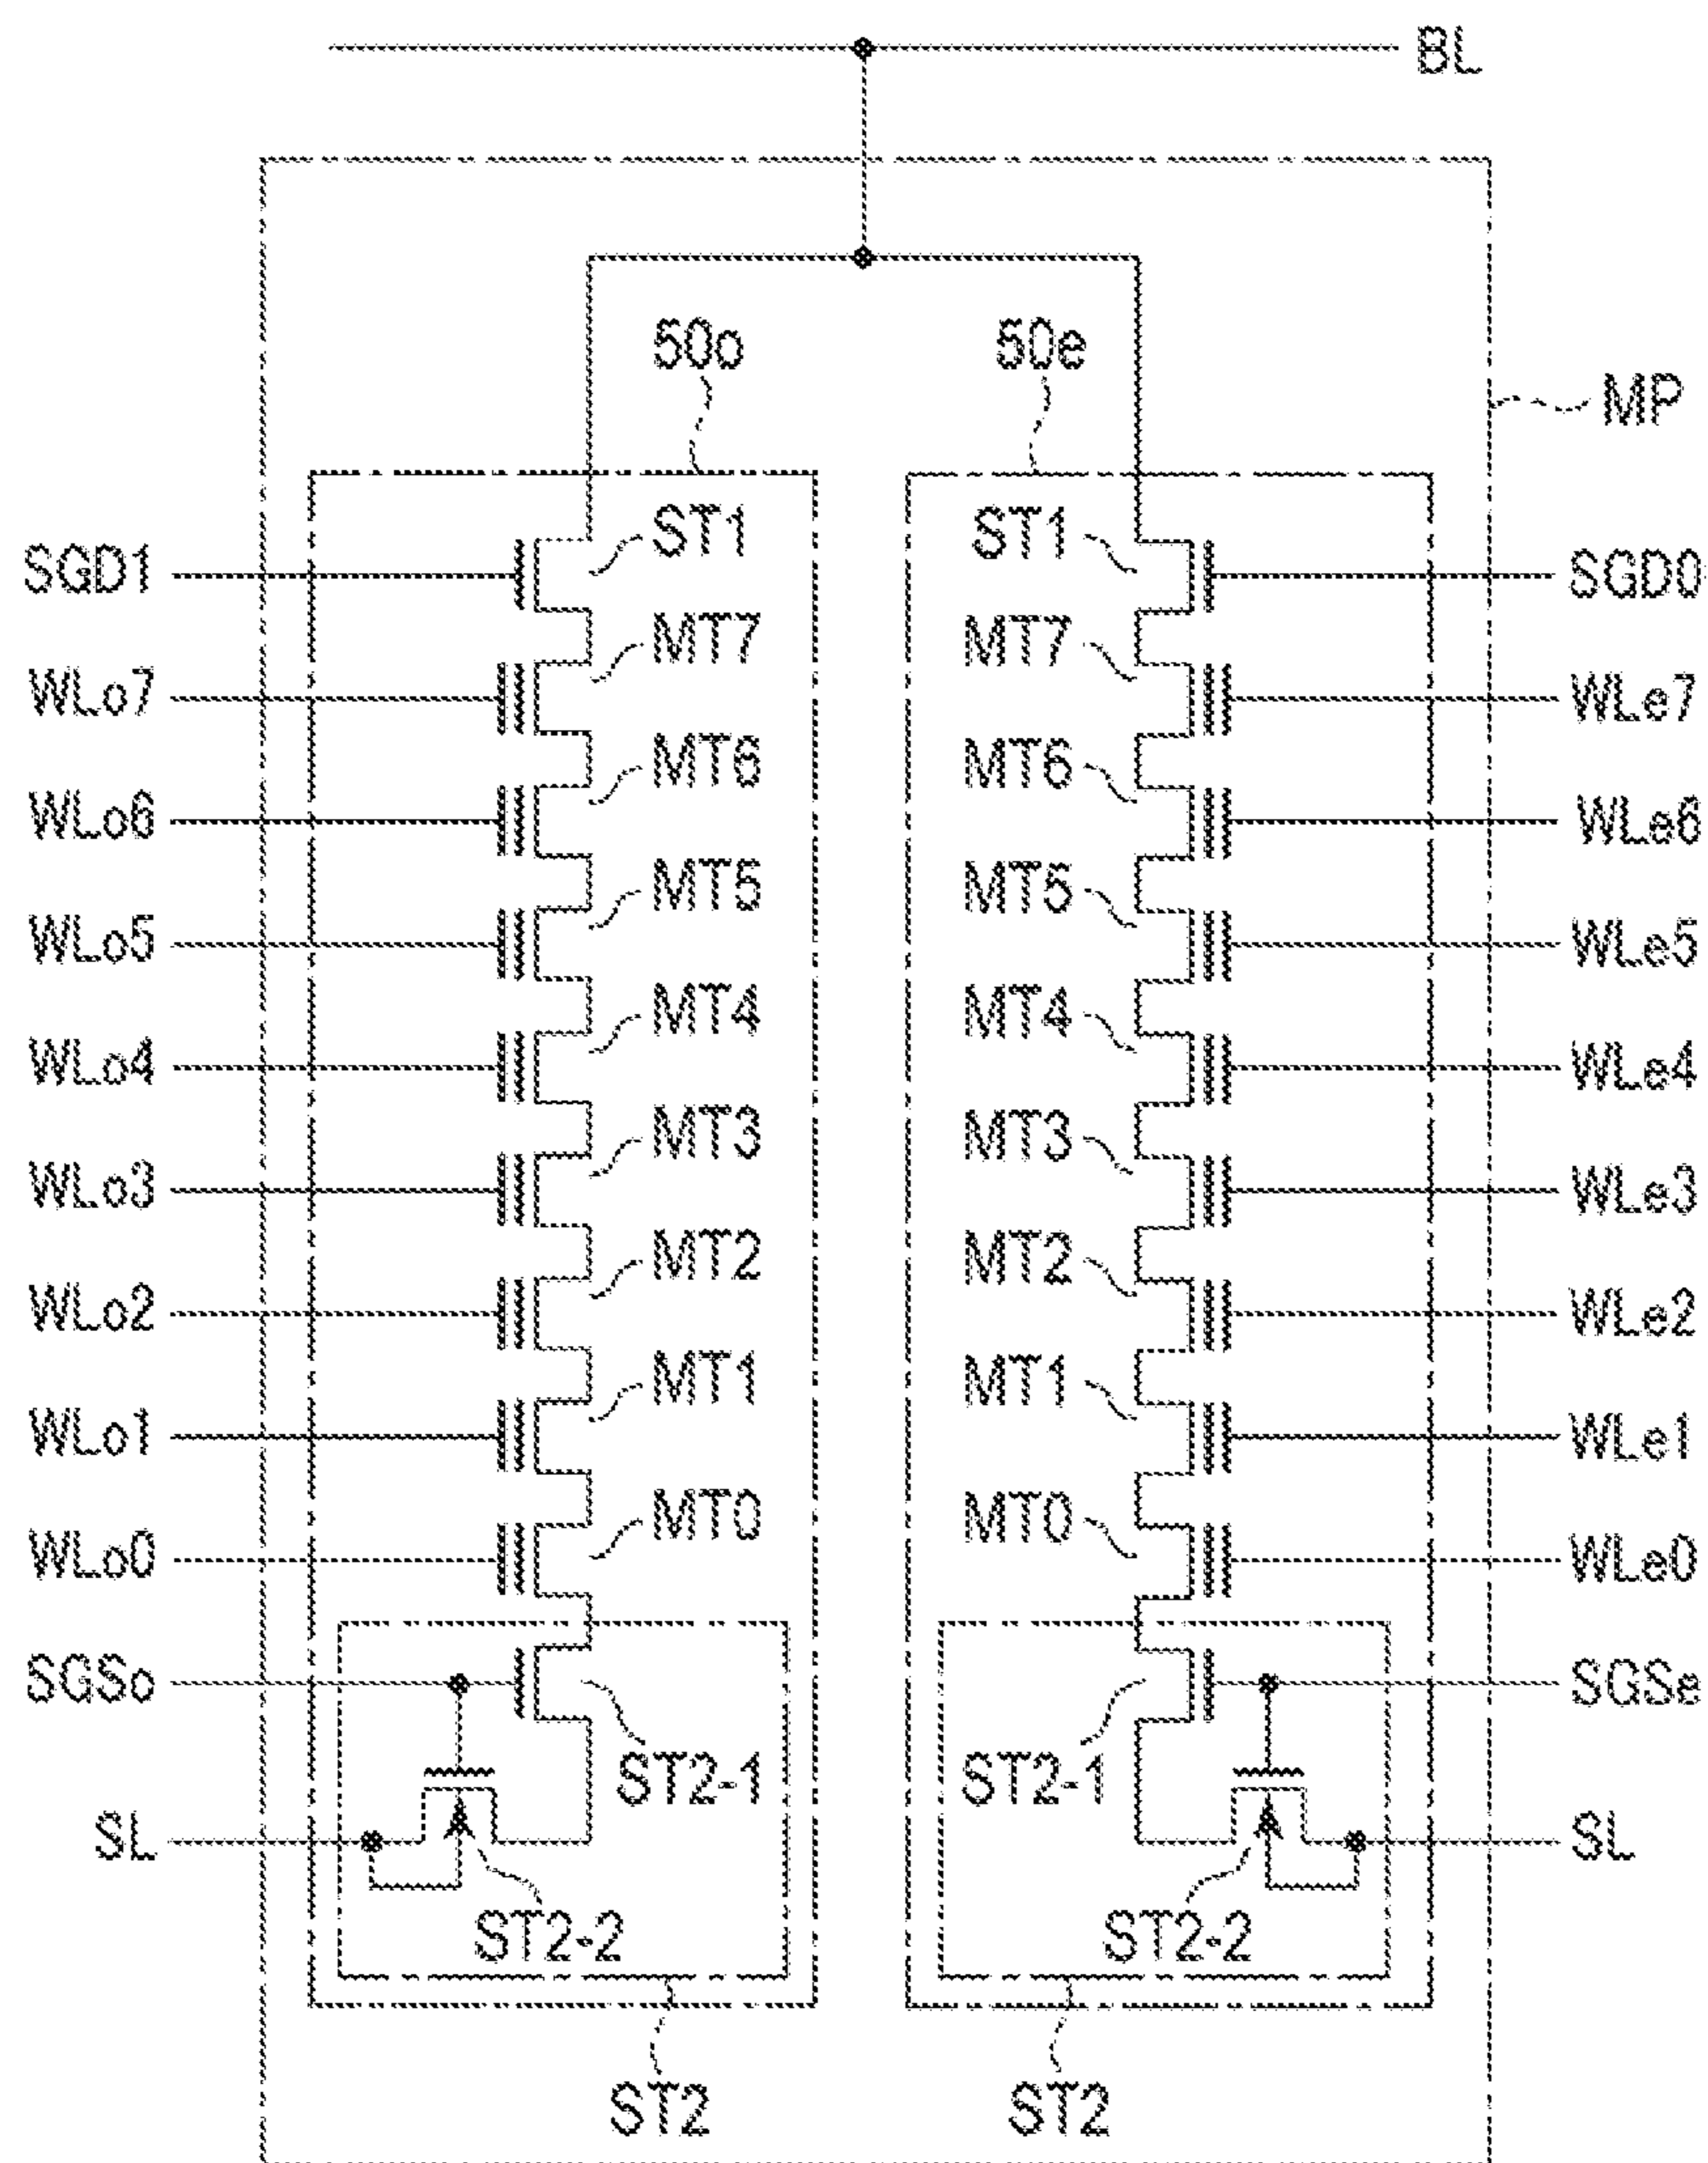 BL
50o 50e
MP
SGD1 ST1 ST1 SGD0
WLo7 MT7 MT7 WLe7
WLo6 MT6 MT6 WLe6
WLo5 MT5 MT5 WLe5
WLo4 MT4 MT4 WLe4
WLo3 MT3 MT3 WLe3
WLo2 MT2 MT2 WLe2
WLo1 MT1 MT1 WLe1
WLo0 MT0 MT0 WLe0
SGSo SGSe
ST2-1 ST2-1
SL SL
ST2-2 ST2-2
ST2 ST2